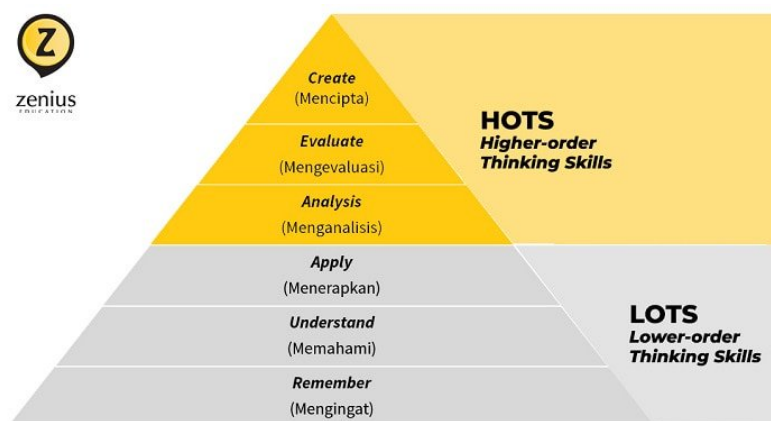 Z
zenius
EDUCATION
Create
(Mencipta)
Evaluate
(Mengevaluasi)
Analysis
(Menganalisis)
HOTS
Higher-order
Thinking Skills
Apply
(Menerapkan)
Understand
(Memahami)
Remember
(Mengingat)
LOTS
Lower-order
Thinking Skills